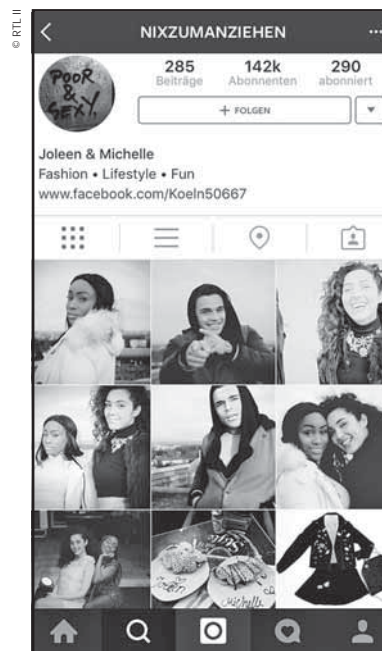 © RTL II
NIXZUMANZIEHEN
POOR
&
SEXY,
285 142k 290
Beiträge Abonnenten abonniert
+ FOLGEN
Joleen & Michelle
Fashion • Lifestyle • Fun
www.facebook.com/Koeln50667
Michelle